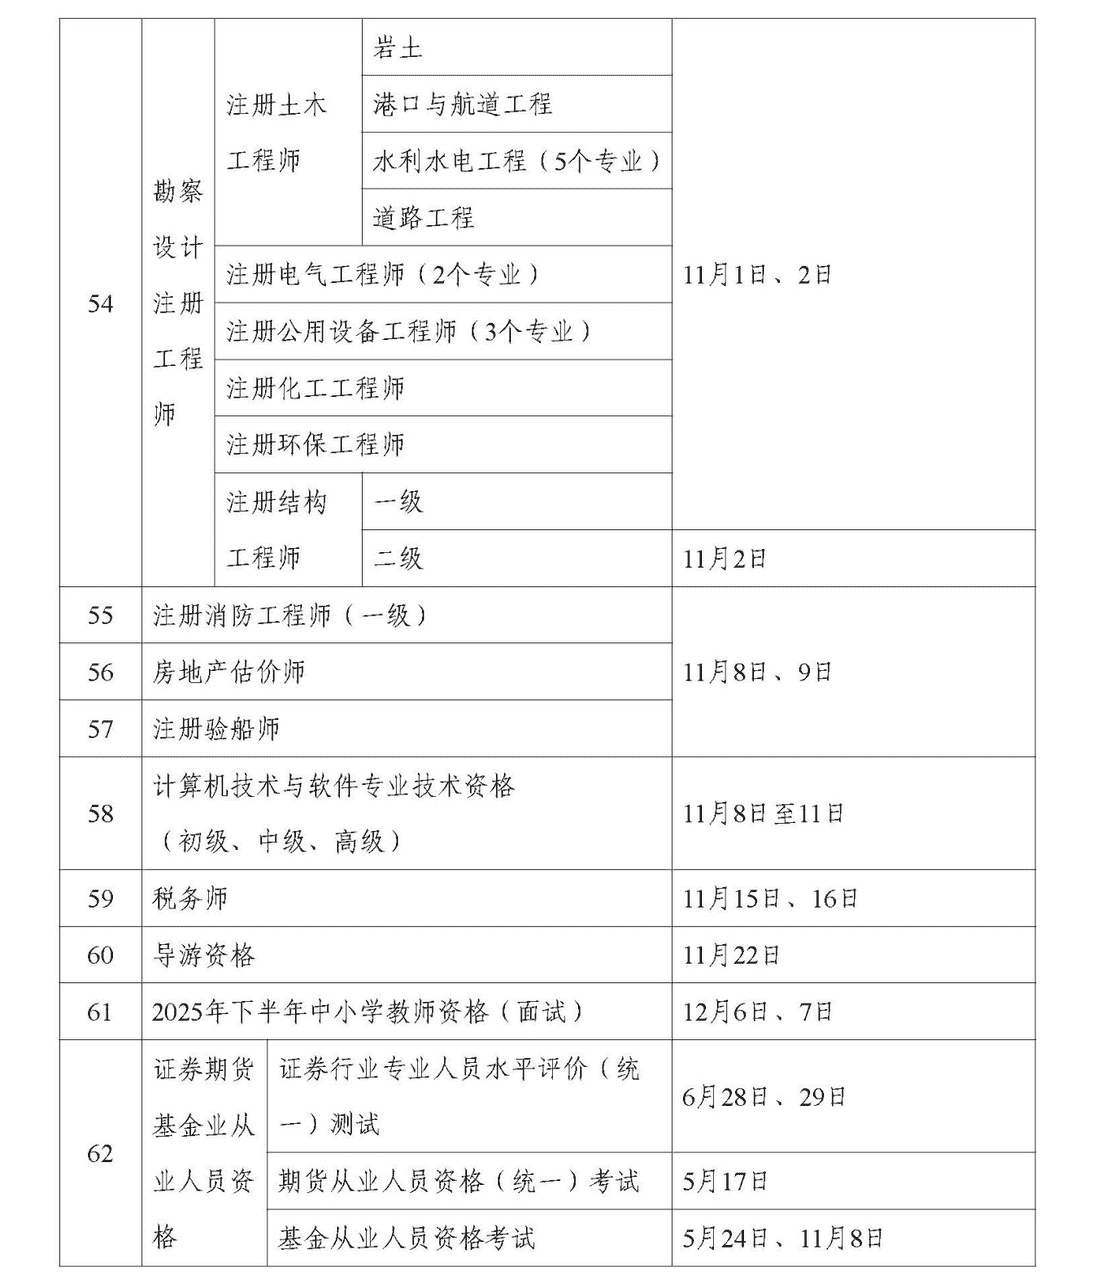 54
勘察
设计
注册
工程
师
注册土木
工程师
岩土
港口与航道工程
水利水电工程（5个专业）
道路工程
注册电气工程师（2个专业）
注册公用设备工程师（3个专业）
注册化工工程师
注册环保工程师
注册结构
工程师
一级
11月1日、2日
二级
11月2日
55
注册消防工程师（一级）
56
房地产估价师
11月8日、9日
57
注册验船师
58
计算机技术与软件专业技术资格
（初级、中级、高级）
11月8日至11日
59
税务师
11月15日、16日
60
导游资格
11月22日
61
2025年下半年中小学教师资格（面试）
12月6日、7日
62
证券期货
基金业从
业人员资
格
证券行业专业人员水平评价（统
一）测试
6月28日、29日
期货从业人员资格（统一）考试
5月17日
基金从业人员资格考试
5月24日、11月8日